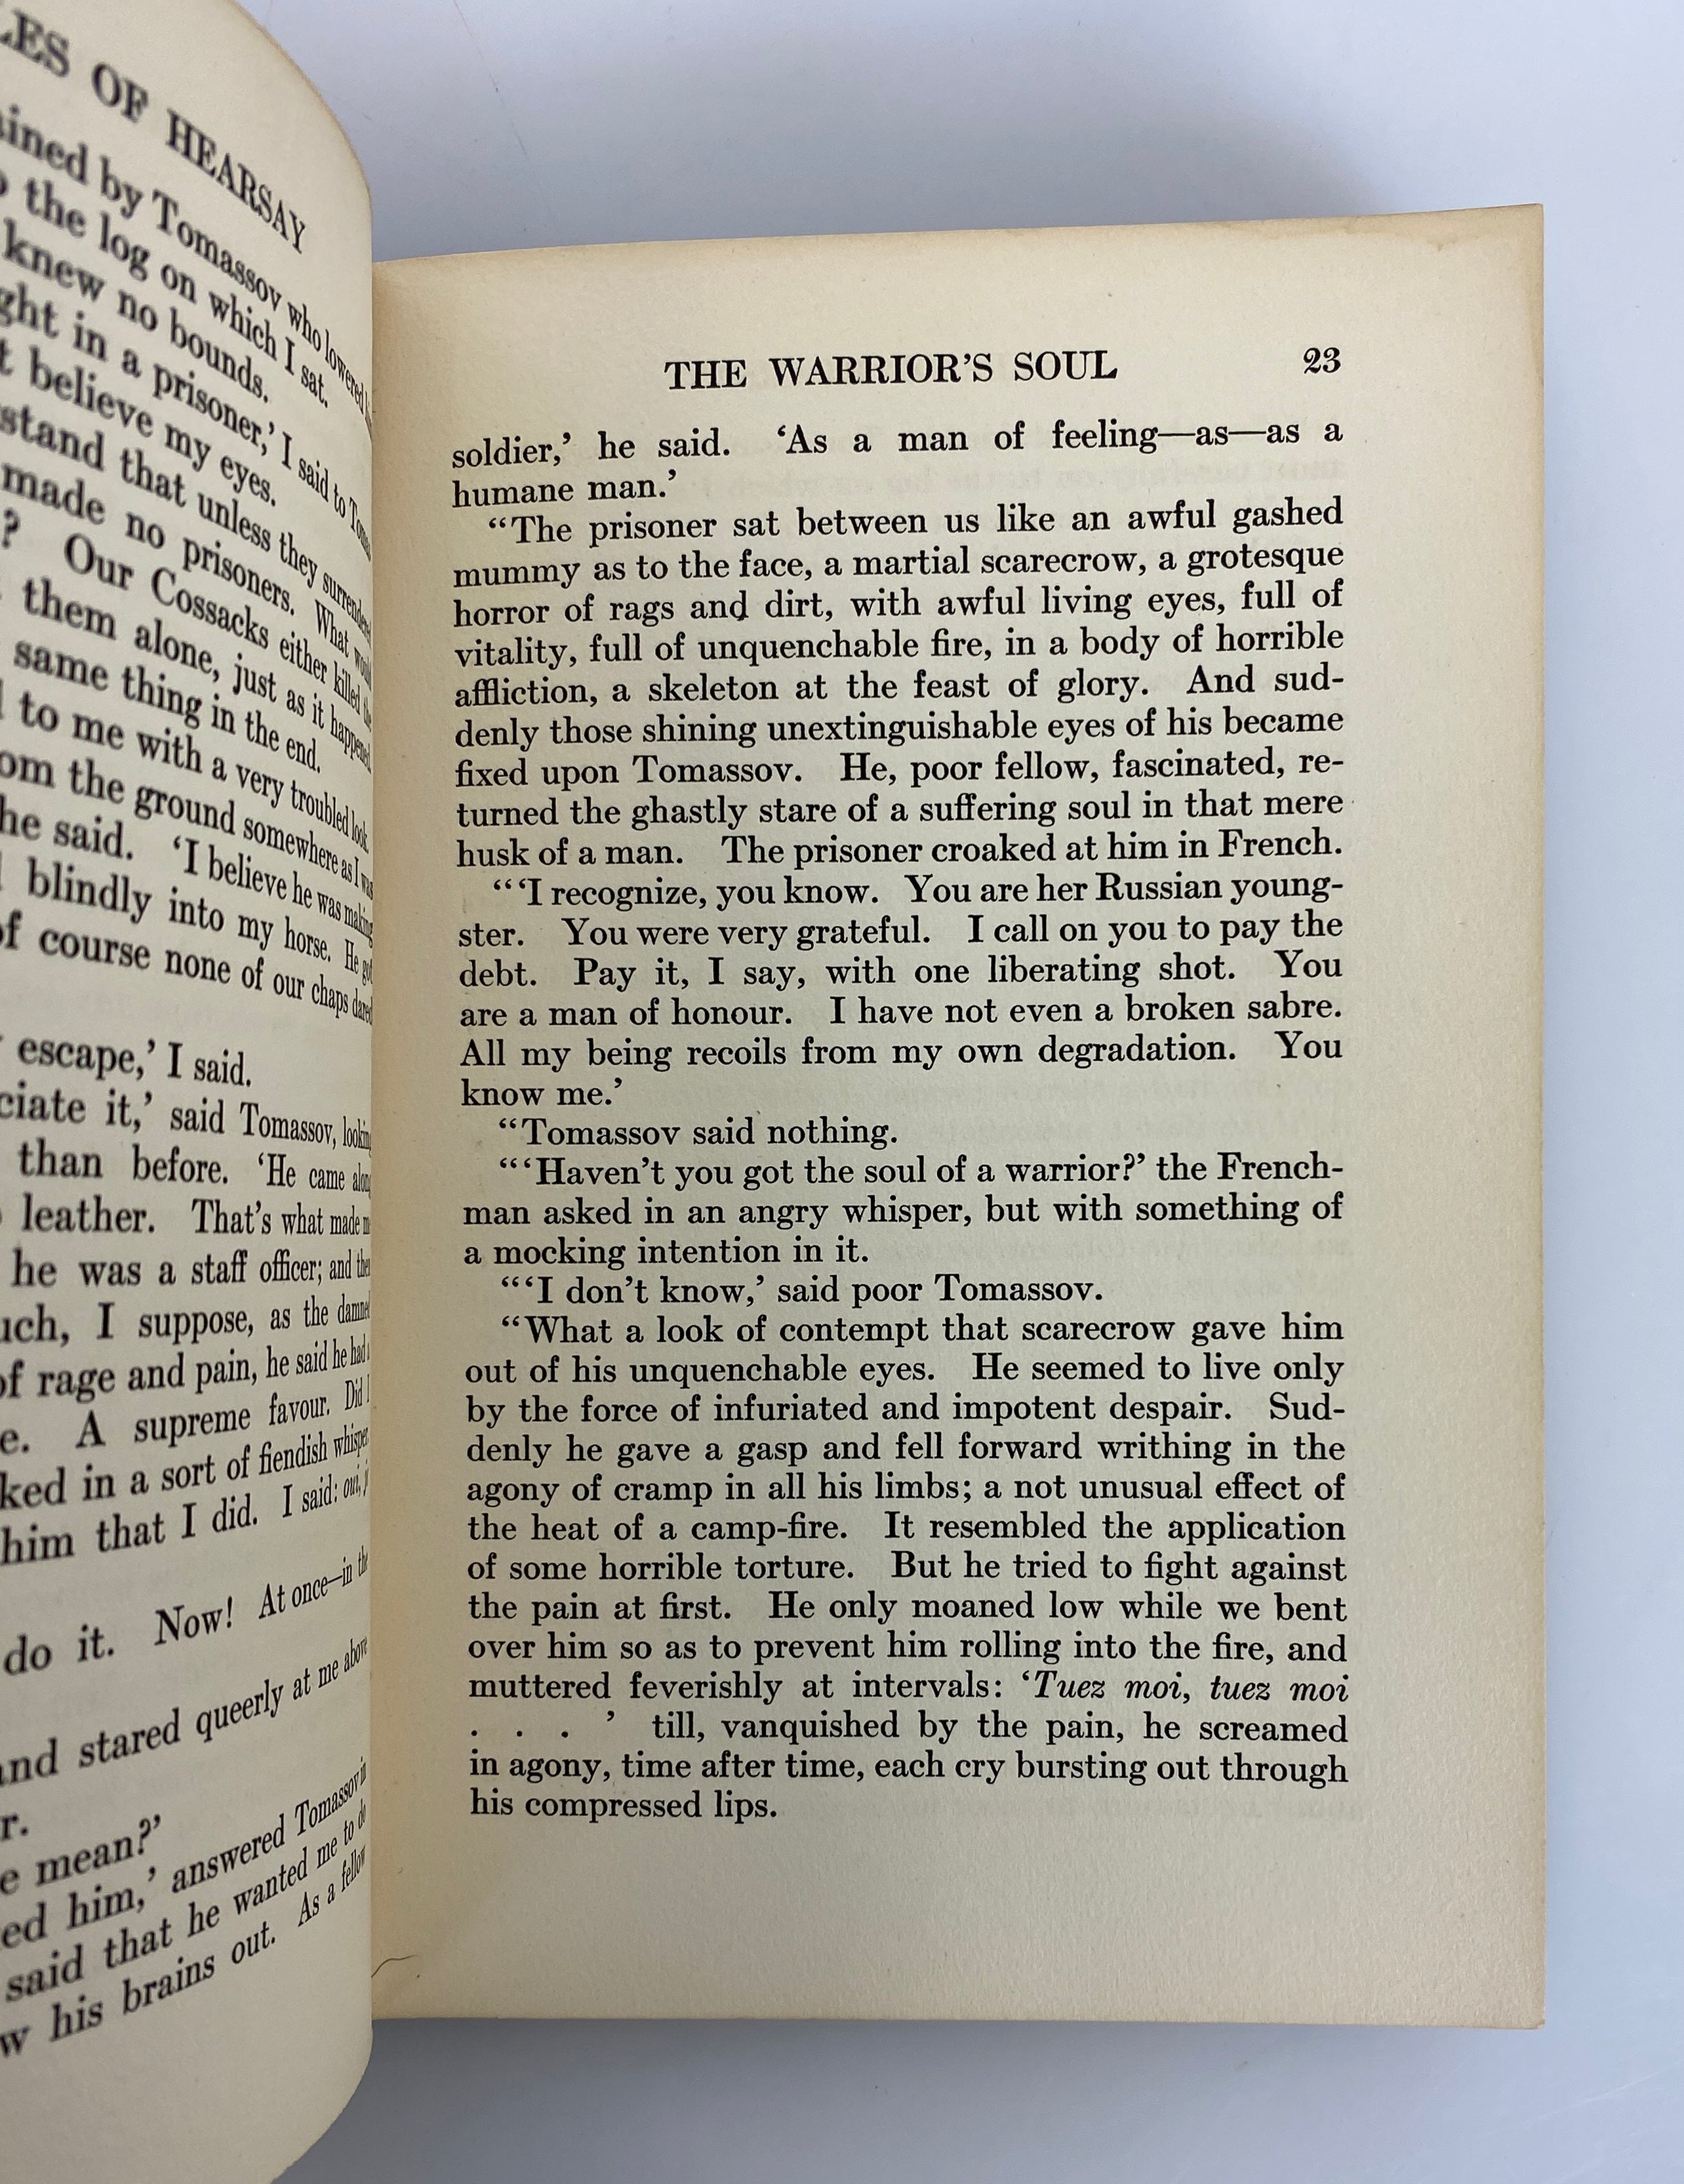 OF HEARSAY
by Tomassov who lowered
the log on which I sat.
knew no bounds.
in a prisoner,' I said to
believe my eyes.
that unless they surrendered
made no prisoners. What would
? Our Cossacks either killed
them alone, just as it happened
same thing in the end.
to me with a very troubled look.
the ground somewhere as I was
he said. 'I believe he was making
blindly into my horse. He got
of course none of our chaps dared
escape,' I said.
it,' said Tomassov, looking
than before. 'He came along
leather. That's what made
he was a staff officer; and then
I suppose, as the damned
of rage and pain, he said he had a
A supreme favour. Did I
in a sort of fiendish whisper.
him that I did. I said: oui,
do it. Now! At once—in the
and stared queerly at me above
mean?'
him,' answered Tomassov in
said that he wanted me to do
his brains out. As a fellow
THE WARRIOR'S SOUL 23
soldier,' he said. 'As a man of feeling—as—as a
humane man.'
"The prisoner sat between us like an awful gashed
mummy as to the face, a martial scarecrow, a grotesque
horror of rags and dirt, with awful living eyes, full of
vitality, full of unquenchable fire, in a body of horrible
affliction, a skeleton at the feast of glory. And sud-
denly those shining unextinguishable eyes of his became
fixed upon Tomassov. He, poor fellow, fascinated, re-
turned the ghastly stare of a suffering soul in that mere
husk of a man. The prisoner croaked at him in French.
"'I recognize, you know. You are her Russian young-
ster. You were very grateful. I call on you to pay the
debt. Pay it, I say, with one liberating shot. You
are a man of honour. I have not even a broken sabre.
All my being recoils from my own degradation. You
know me.'
"Tomassov said nothing.
"'Haven't you got the soul of a warrior?' the French-
man asked in an angry whisper, but with something of
a mocking intention in it.
"'I don't know,' said poor Tomassov.
"What a look of contempt that scarecrow gave him
out of his unquenchable eyes. He seemed to live only
by the force of infuriated and impotent despair. Sud-
denly he gave a gasp and fell forward writhing in the
agony of cramp in all his limbs; a not unusual effect of
the heat of a camp-fire. It resembled the application
of some horrible torture. But he tried to fight against
the pain at first. He only moaned low while we bent
over him so as to prevent him rolling into the fire, and
muttered feverishly at intervals: 'Tuez moi, tuez moi
. . . ' till, vanquished by the pain, he screamed
in agony, time after time, each cry bursting out through
his compressed lips.